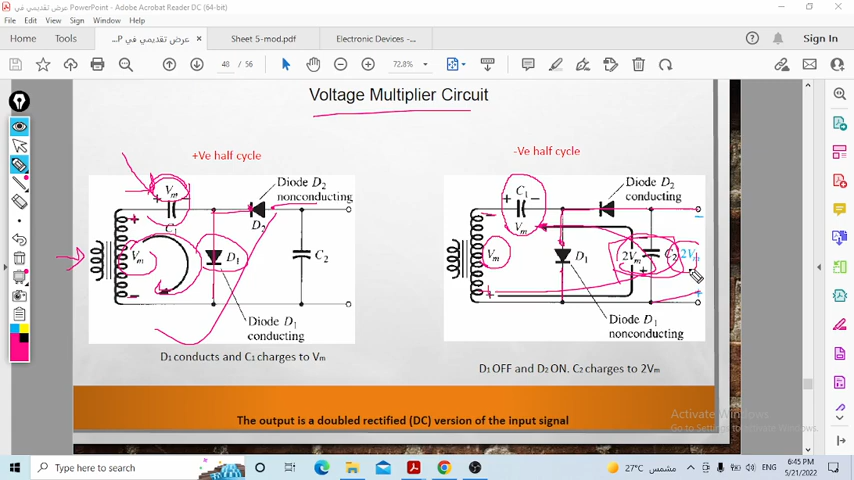 عرض تقديمي في PowerPoint - Adobe Acrobat Reader DC (64-bit)
File Edit View Sign Window Help
Home Tools عرض تقديمي في P... × Sheet 5-mod.pdf Electronic Devices -... Sign In
48 / 56 72.8%
Voltage Multiplier Circuit
+Ve half cycle
-Ve half cycle
Diode D2
nonconducting
Vm
+ -
C1
D2
+
Vm
-
D1
C2
Diode D1
conducting
D1 conducts and C1 charges to Vm
Diode D2
conducting
C1
+ -
Vm
-
Vm
+
D1
2Vm
C2
+
2Vm
-
+
Diode D1
nonconducting
D1 OFF and D2 ON. C2 charges to 2Vm
The output is a doubled rectified (DC) version of the input signal
Activate Windows
Go to Settings to activate Windows.
Type here to search
27°C مشمس
ENG
6:45 PM
5/21/2022